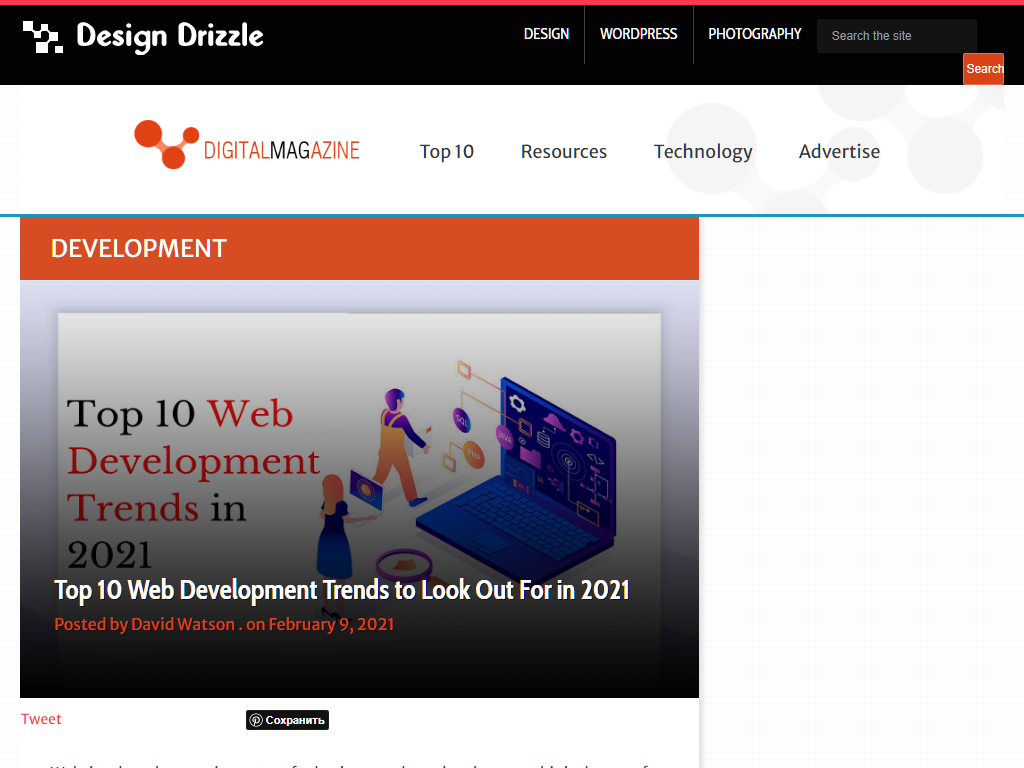 Design Drizzle
DESIGN
WORDPRESS
PHOTOGRAPHY
Search the site
Search
DIGITALMAGAZINE
Top 10
Resources
Technology
Advertise
DEVELOPMENT
Top 10 Web
Development
Trends in
2021
SQL
JAVA
PHP
Top 10 Web Development Trends to Look Out For in 2021
Posted by David Watson . on February 9, 2021
Tweet
Сохранить